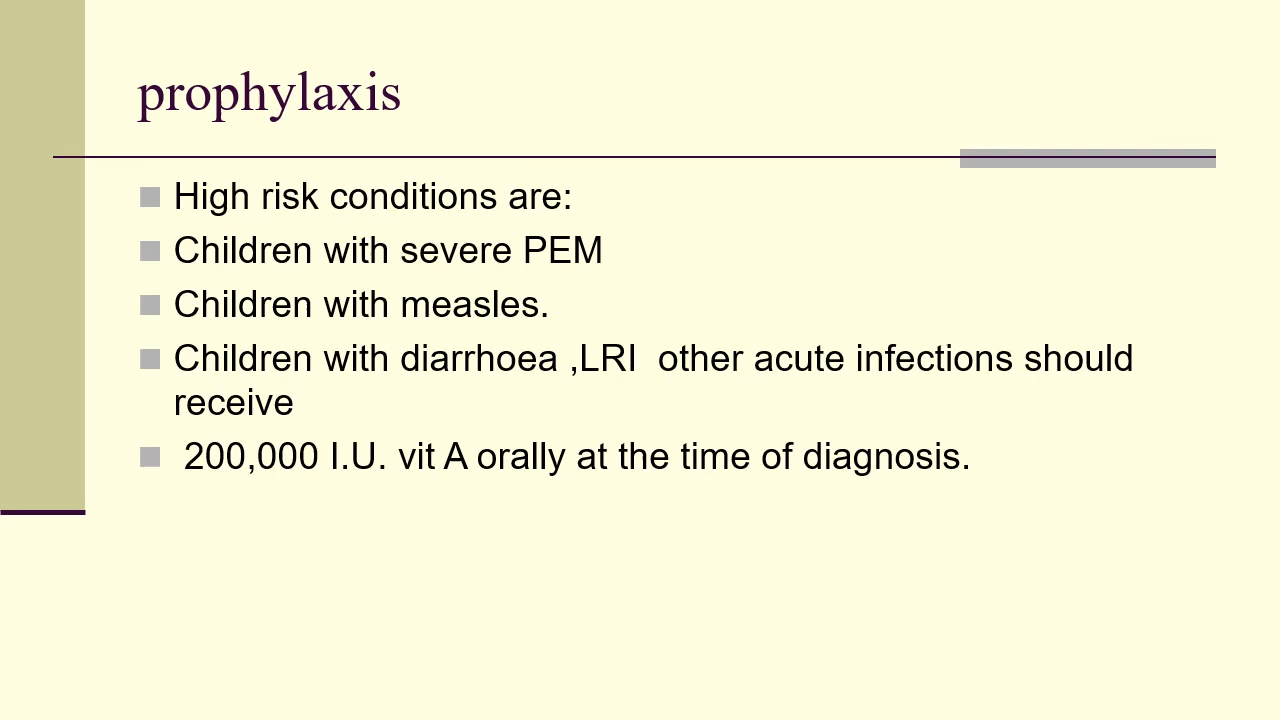 prophylaxis
High risk conditions are:
Children with severe PEM
Children with measles.
Children with diarrhoea ,LRI  other acute infections should
receive
200,000 I.U. vit A orally at the time of diagnosis.